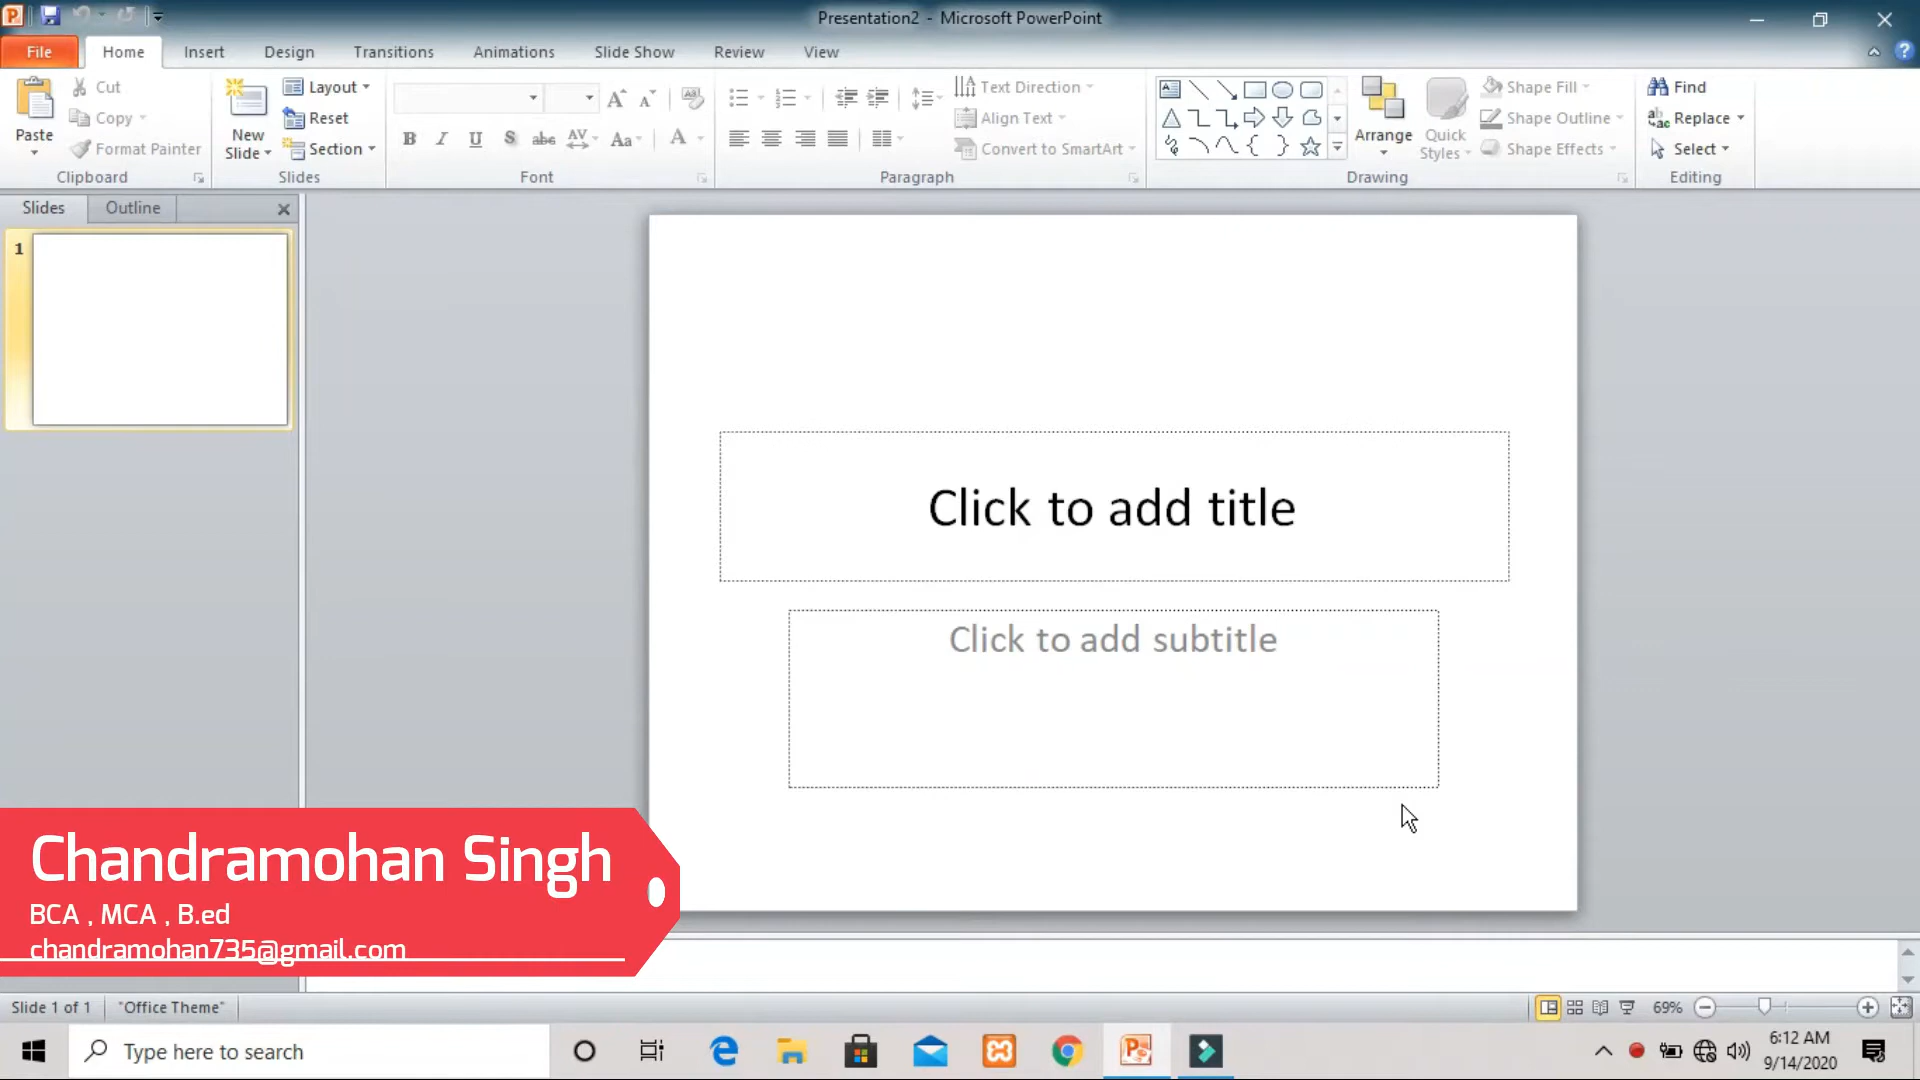 Presentation2 - Microsoft PowerPoint
File Home Insert Design Transitions Animations Slide Show Review View
Paste
Cut
Copy
Format Painter
Clipboard
New Slide
Layout
Reset
Section
Slides
B I U S abc AV Aa A
Font
Text Direction
Align Text
Convert to SmartArt
Paragraph
Arrange
Quick Styles
Shape Fill
Shape Outline
Shape Effects
Drawing
Find
Replace
Select
Editing
Slides Outline
1
Click to add title
Click to add subtitle
Chandramohan Singh
BCA , MCA , B.ed
chandramohan735@gmail.com
Slide 1 of 1 "Office Theme" 69%
Type here to search
6:12 AM
9/14/2020